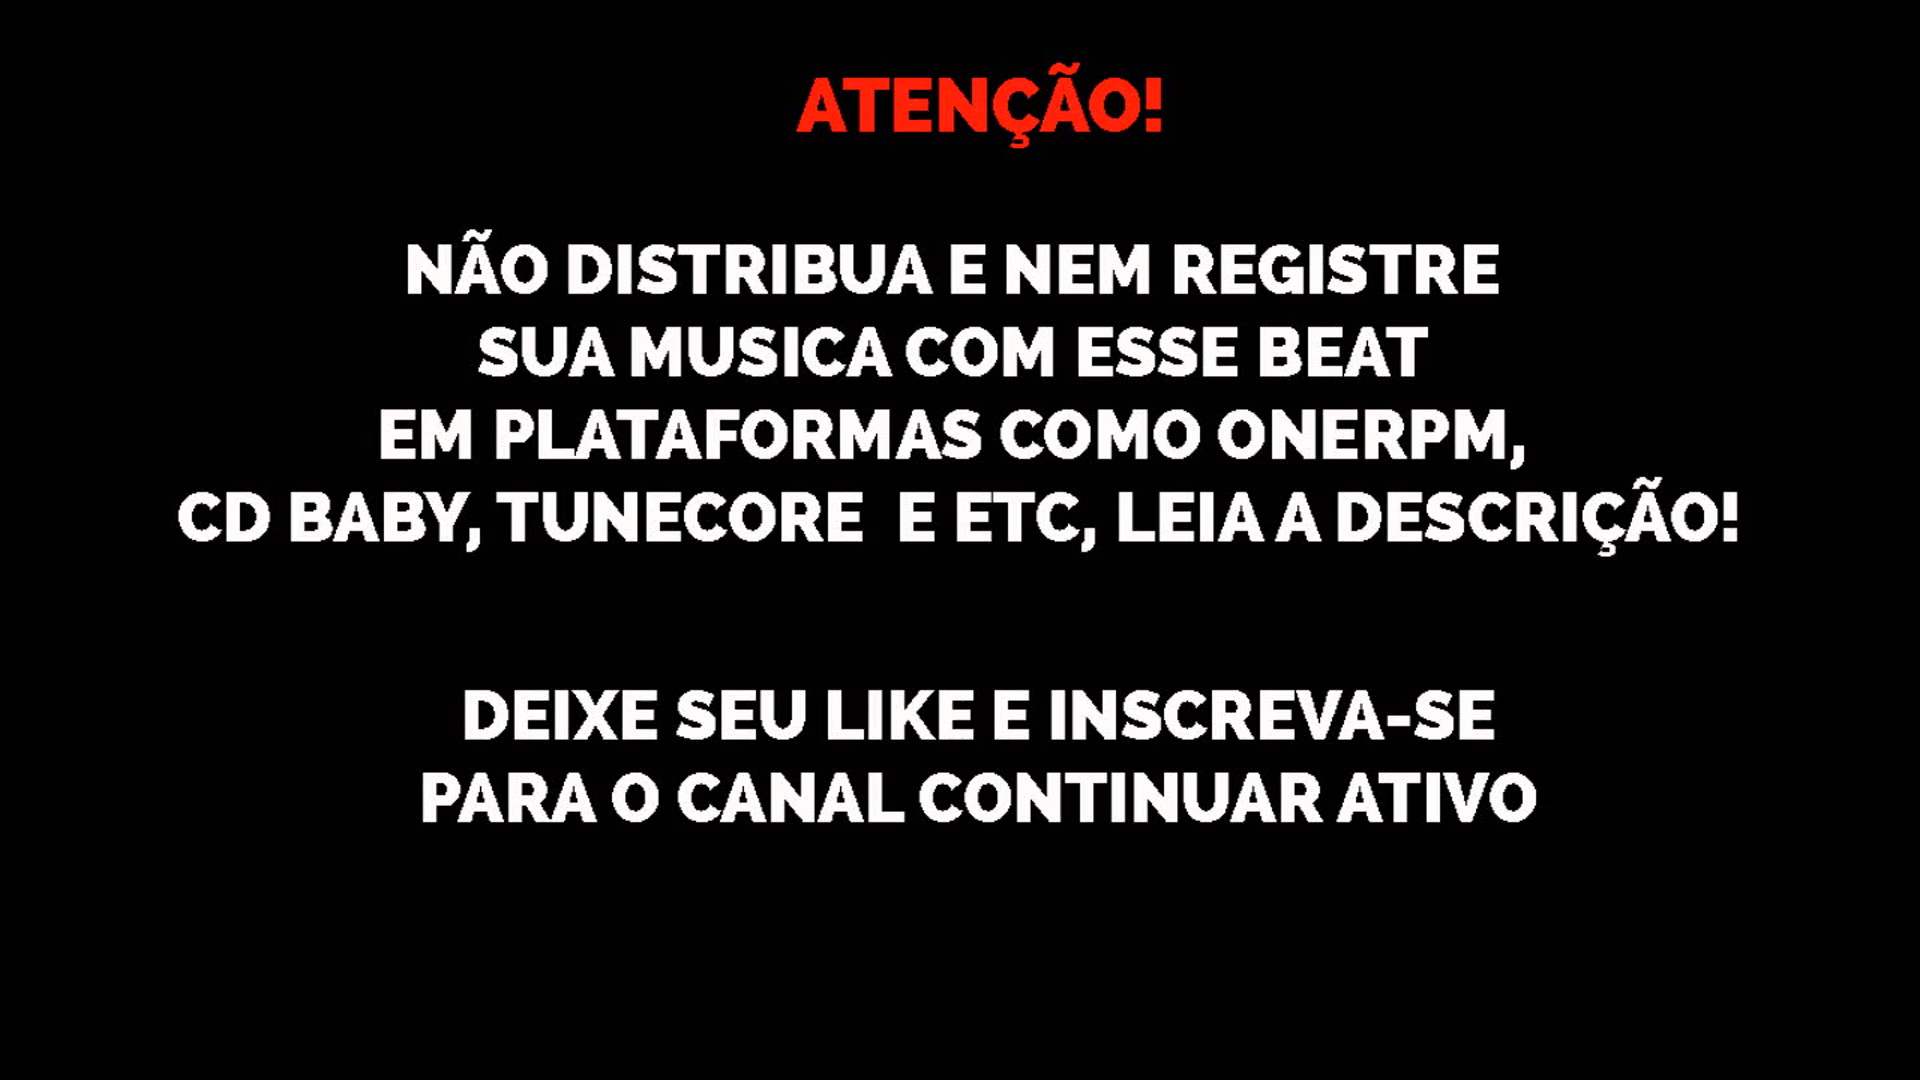 ATENÇÃO!
NÃO DISTRIBUA E NEM REGISTRE
SUA MUSICA COM ESSE BEAT
EM PLATAFORMAS COMO ONERPM,
CD BABY, TUNECORE  E ETC, LEIA A DESCRIÇÃO!
DEIXE SEU LIKE E INSCREVA-SE
PARA O CANAL CONTINUAR ATIVO